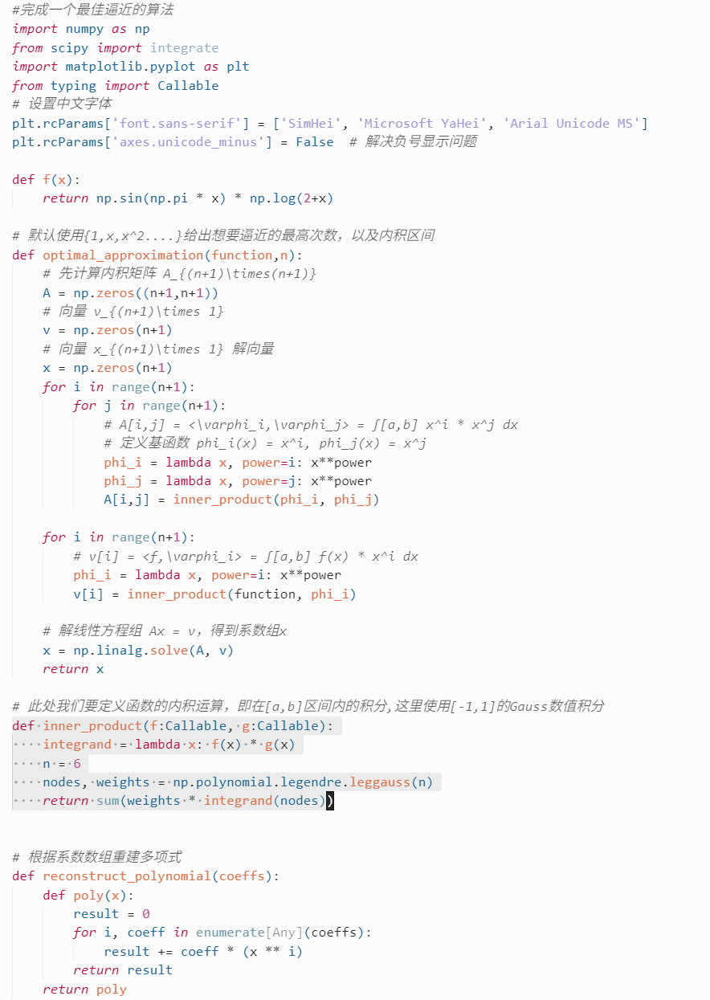 #完成一个最佳逼近的算法
import numpy as np
from scipy import integrate
import matplotlib.pyplot as plt
from typing import Callable
# 设置中文字体
plt.rcParams['font.sans-serif'] = ['SimHei', 'Microsoft YaHei', 'Arial Unicode MS']
plt.rcParams['axes.unicode_minus'] = False  # 解决负号显示问题

def f(x):
    return np.sin(np.pi * x) * np.log(2+x)

# 默认使用{1,x,x^2....}给出想要逼近的最高次数，以及内积区间
def optimal_approximation(function,n):
    # 先计算内积矩阵 A_{(n+1)\times(n+1)}
    A = np.zeros((n+1,n+1))
    # 向量 v_{(n+1)\times 1}
    v = np.zeros(n+1)
    # 向量 x_{(n+1)\times 1} 解向量
    x = np.zeros(n+1)
    for i in range(n+1):
        for j in range(n+1):
            # A[i,j] = <\varphi_i,\varphi_j> = ∫[a,b] x^i * x^j dx
            # 定义基函数 phi_i(x) = x^i, phi_j(x) = x^j
            phi_i = lambda x, power=i: x**power
            phi_j = lambda x, power=j: x**power
            A[i,j] = inner_product(phi_i, phi_j)

    for i in range(n+1):
        # v[i] = <f,\varphi_i> = ∫[a,b] f(x) * x^i dx
        phi_i = lambda x, power=i: x**power
        v[i] = inner_product(function, phi_i)

    # 解线性方程组 Ax = v，得到系数组x
    x = np.linalg.solve(A, v)
    return x

# 此处我们要定义函数的内积运算，即在[a,b]区间内的积分,这里使用[-1,1]的Gauss数值积分
def inner_product(f:Callable, g:Callable):
    integrand = lambda x: f(x) * g(x)
    n = 6
    nodes, weights = np.polynomial.legendre.leggauss(n)
    return sum(weights * integrand(nodes))


# 根据系数数组重建多项式
def reconstruct_polynomial(coeffs):
    def poly(x):
        result = 0
        for i, coeff in enumerate[Any](coeffs):
            result += coeff * (x ** i)
        return result
    return poly